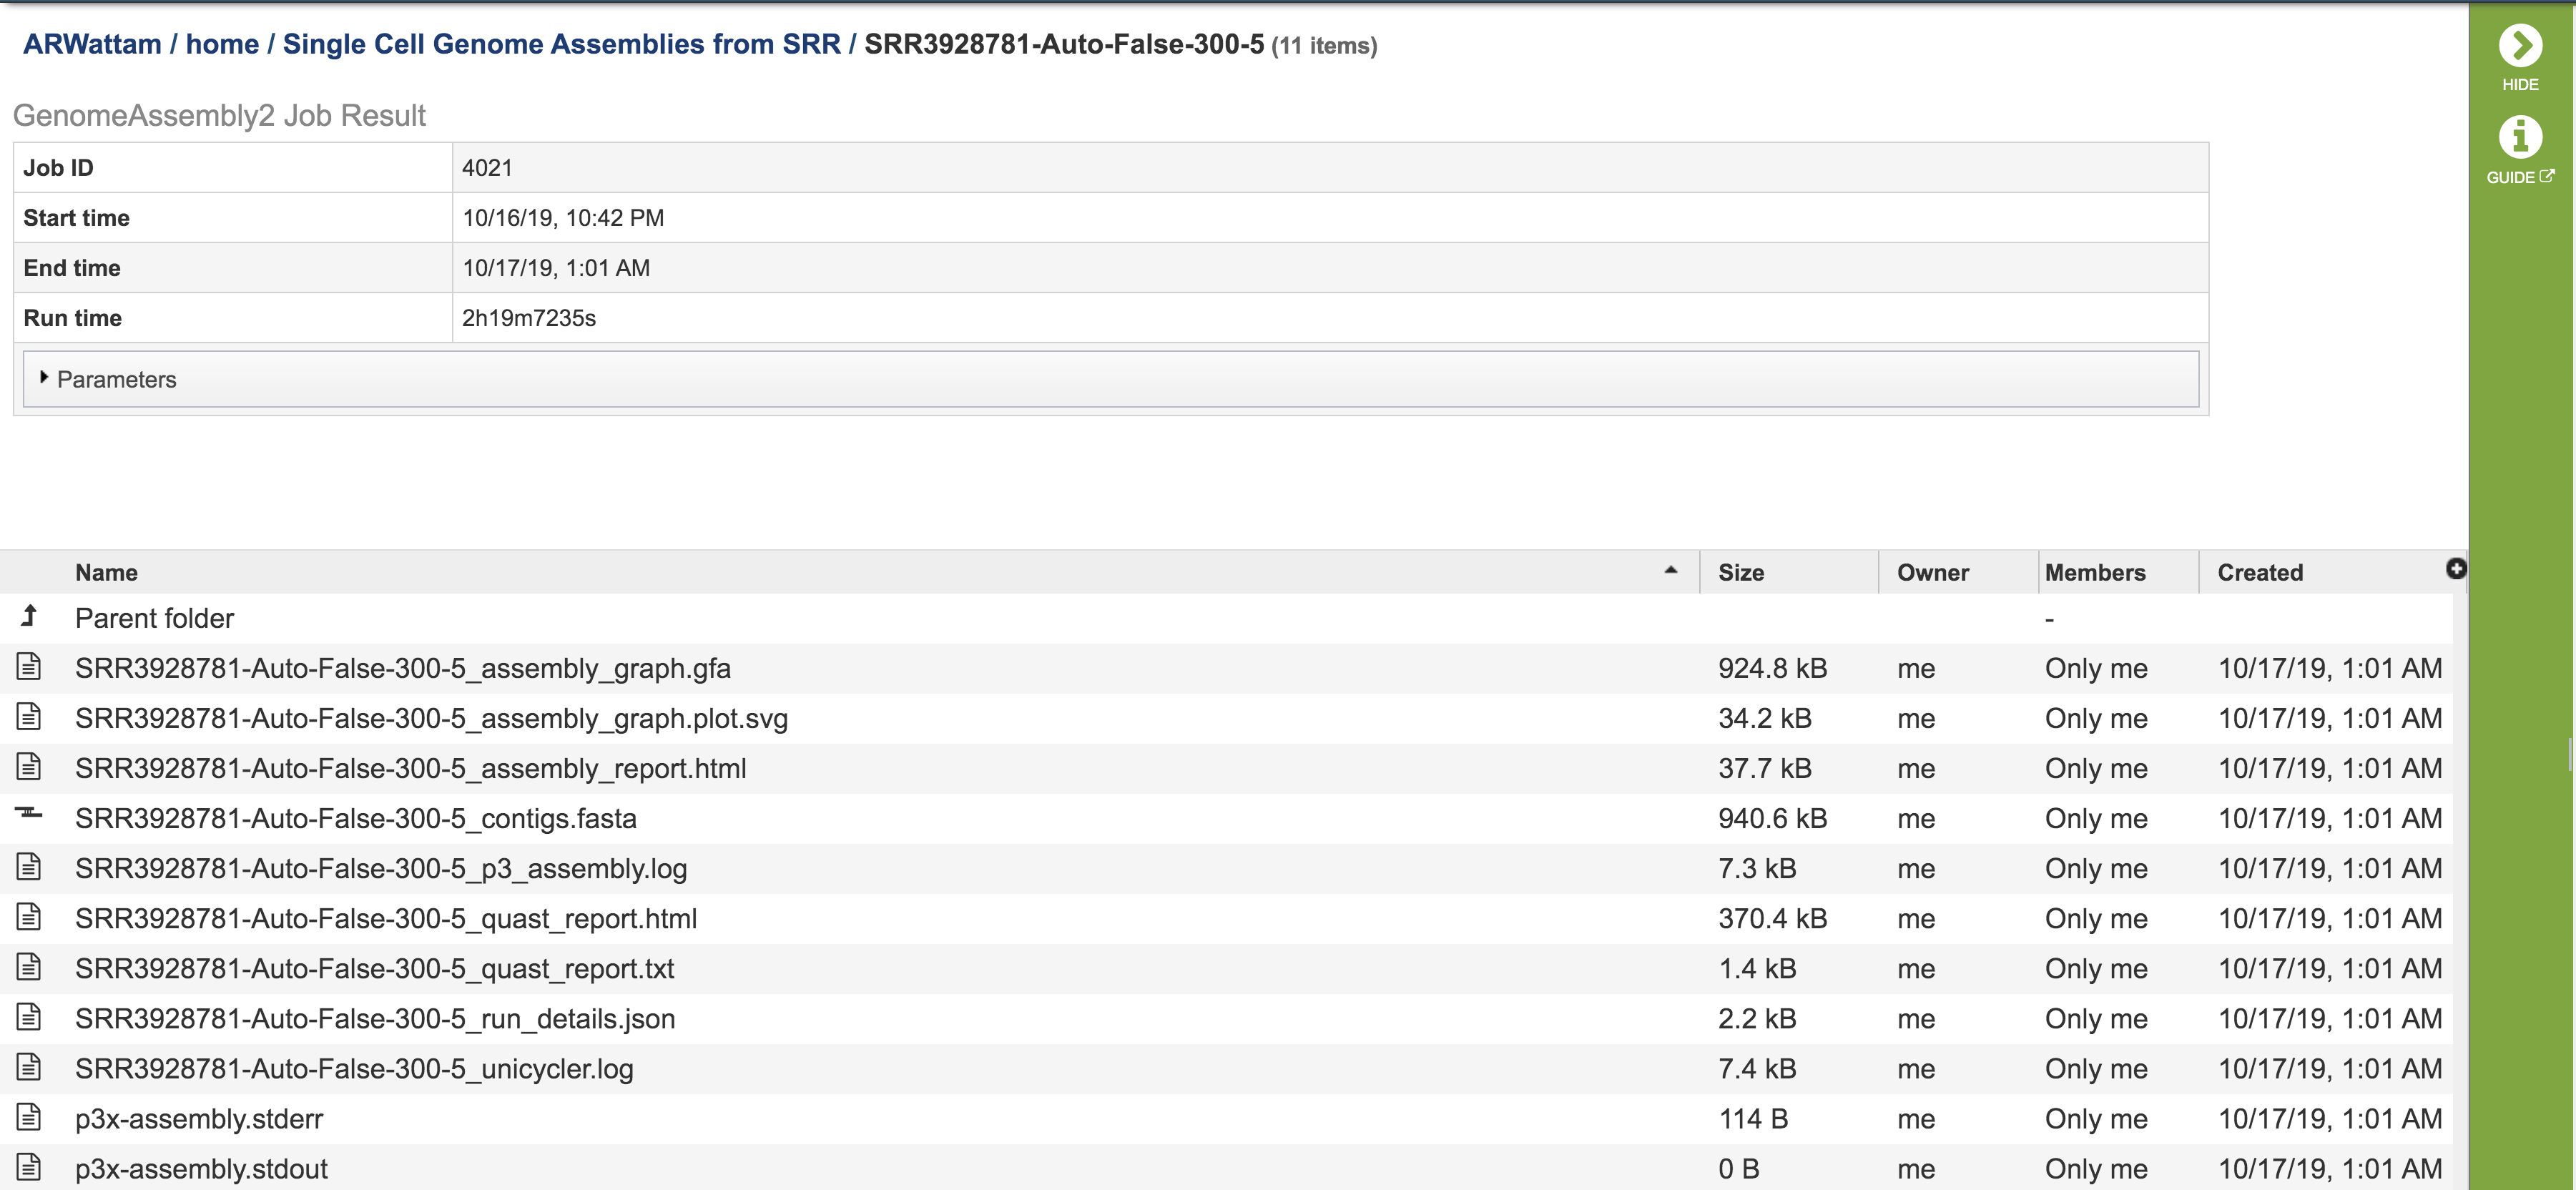 ARWattam / home / Single Cell Genome Assemblies from SRR / SRR3928781-Auto-False-300-5 (11 items)
HIDE
GUIDE
GenomeAssembly2 Job Result
Job ID 4021
Start time 10/16/19, 10:42 PM
End time 10/17/19, 1:01 AM
Run time 2h19m7235s
Parameters
Name Size Owner Members Created
Parent folder -
SRR3928781-Auto-False-300-5_assembly_graph.gfa 924.8 kB me Only me 10/17/19, 1:01 AM
SRR3928781-Auto-False-300-5_assembly_graph.plot.svg 34.2 kB me Only me 10/17/19, 1:01 AM
SRR3928781-Auto-False-300-5_assembly_report.html 37.7 kB me Only me 10/17/19, 1:01 AM
SRR3928781-Auto-False-300-5_contigs.fasta 940.6 kB me Only me 10/17/19, 1:01 AM
SRR3928781-Auto-False-300-5_p3_assembly.log 7.3 kB me Only me 10/17/19, 1:01 AM
SRR3928781-Auto-False-300-5_quast_report.html 370.4 kB me Only me 10/17/19, 1:01 AM
SRR3928781-Auto-False-300-5_quast_report.txt 1.4 kB me Only me 10/17/19, 1:01 AM
SRR3928781-Auto-False-300-5_run_details.json 2.2 kB me Only me 10/17/19, 1:01 AM
SRR3928781-Auto-False-300-5_unicycler.log 7.4 kB me Only me 10/17/19, 1:01 AM
p3x-assembly.stderr 114 B me Only me 10/17/19, 1:01 AM
p3x-assembly.stdout 0 B me Only me 10/17/19, 1:01 AM